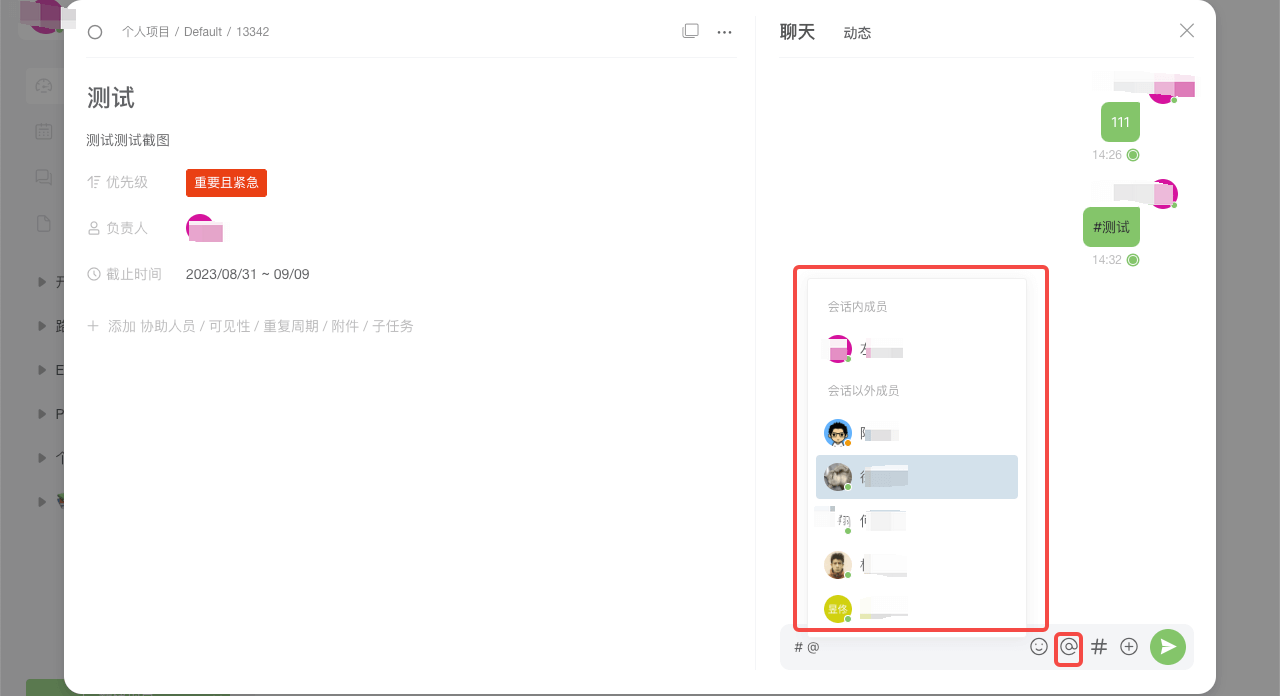 个人项目 / Default / 13342
测试
测试测试截图
优先级 重要且紧急
负责人
截止时间 2023/08/31 ~ 09/09
添加 协助人员 / 可见性 / 重复周期 / 附件 / 子任务
聊天 动态
111
14:26
#测试
14:32
会话内成员
左
会话以外成员
昱佟
# @